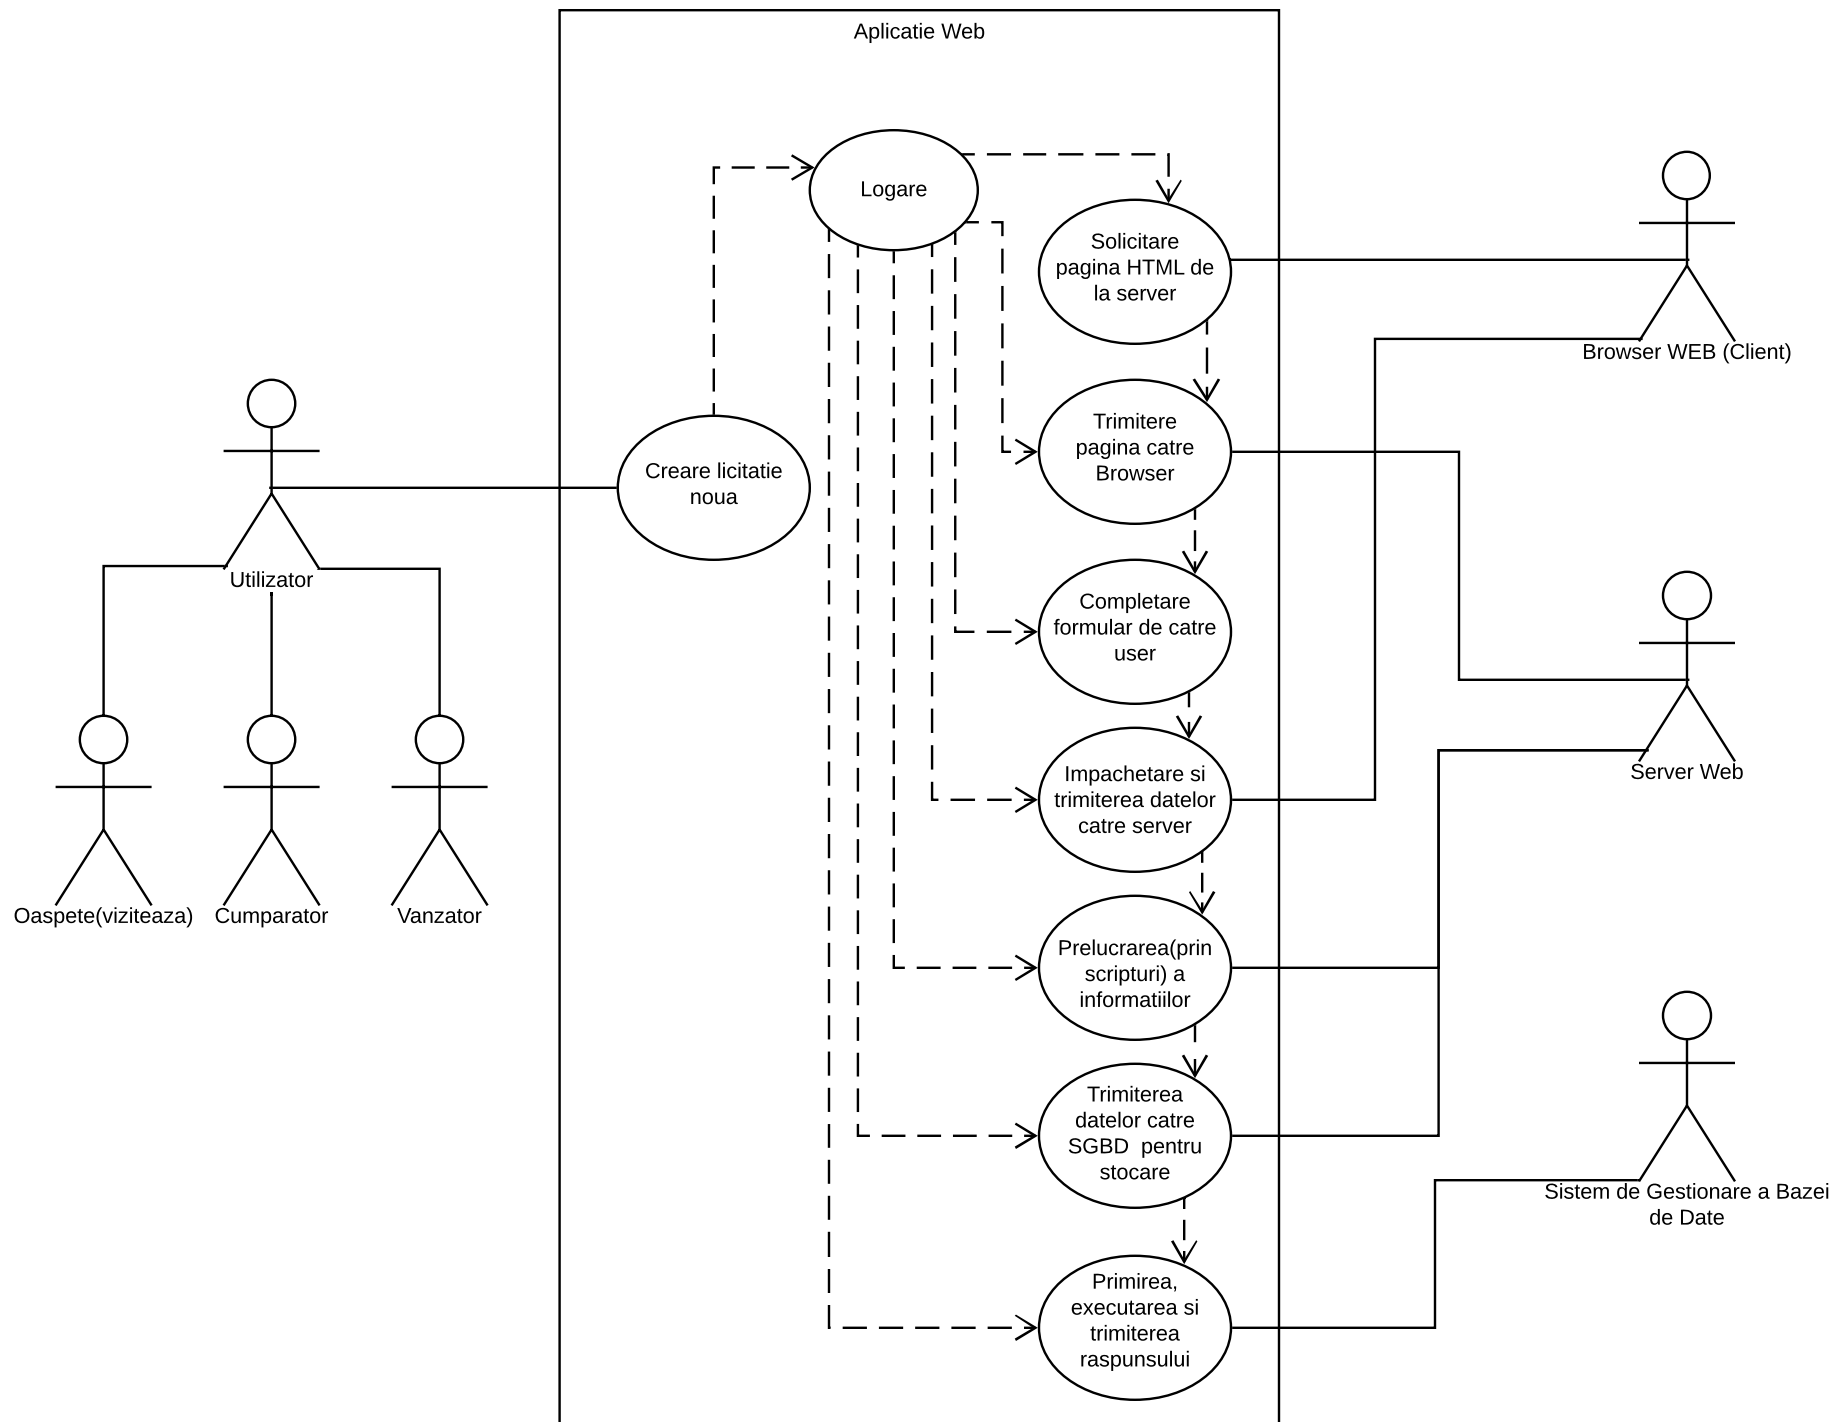 Aplicatie Web
Logare
Solicitare
pagina HTML de
la server
Browser WEB (Client)
Trimitere
pagina catre
Browser
Creare licitatie
noua
Utilizator
Completare
formular de catre
user
Impachetare si
trimiterea datelor
catre server
Server Web
Oaspete(viziteaza)
Cumparator
Vanzator
Prelucrarea(prin
scripturi) a
informatiilor
Trimiterea
datelor catre
SGBD  pentru
stocare
Sistem de Gestionare a Bazei
de Date
Primirea,
executarea si
trimiterea
raspunsului